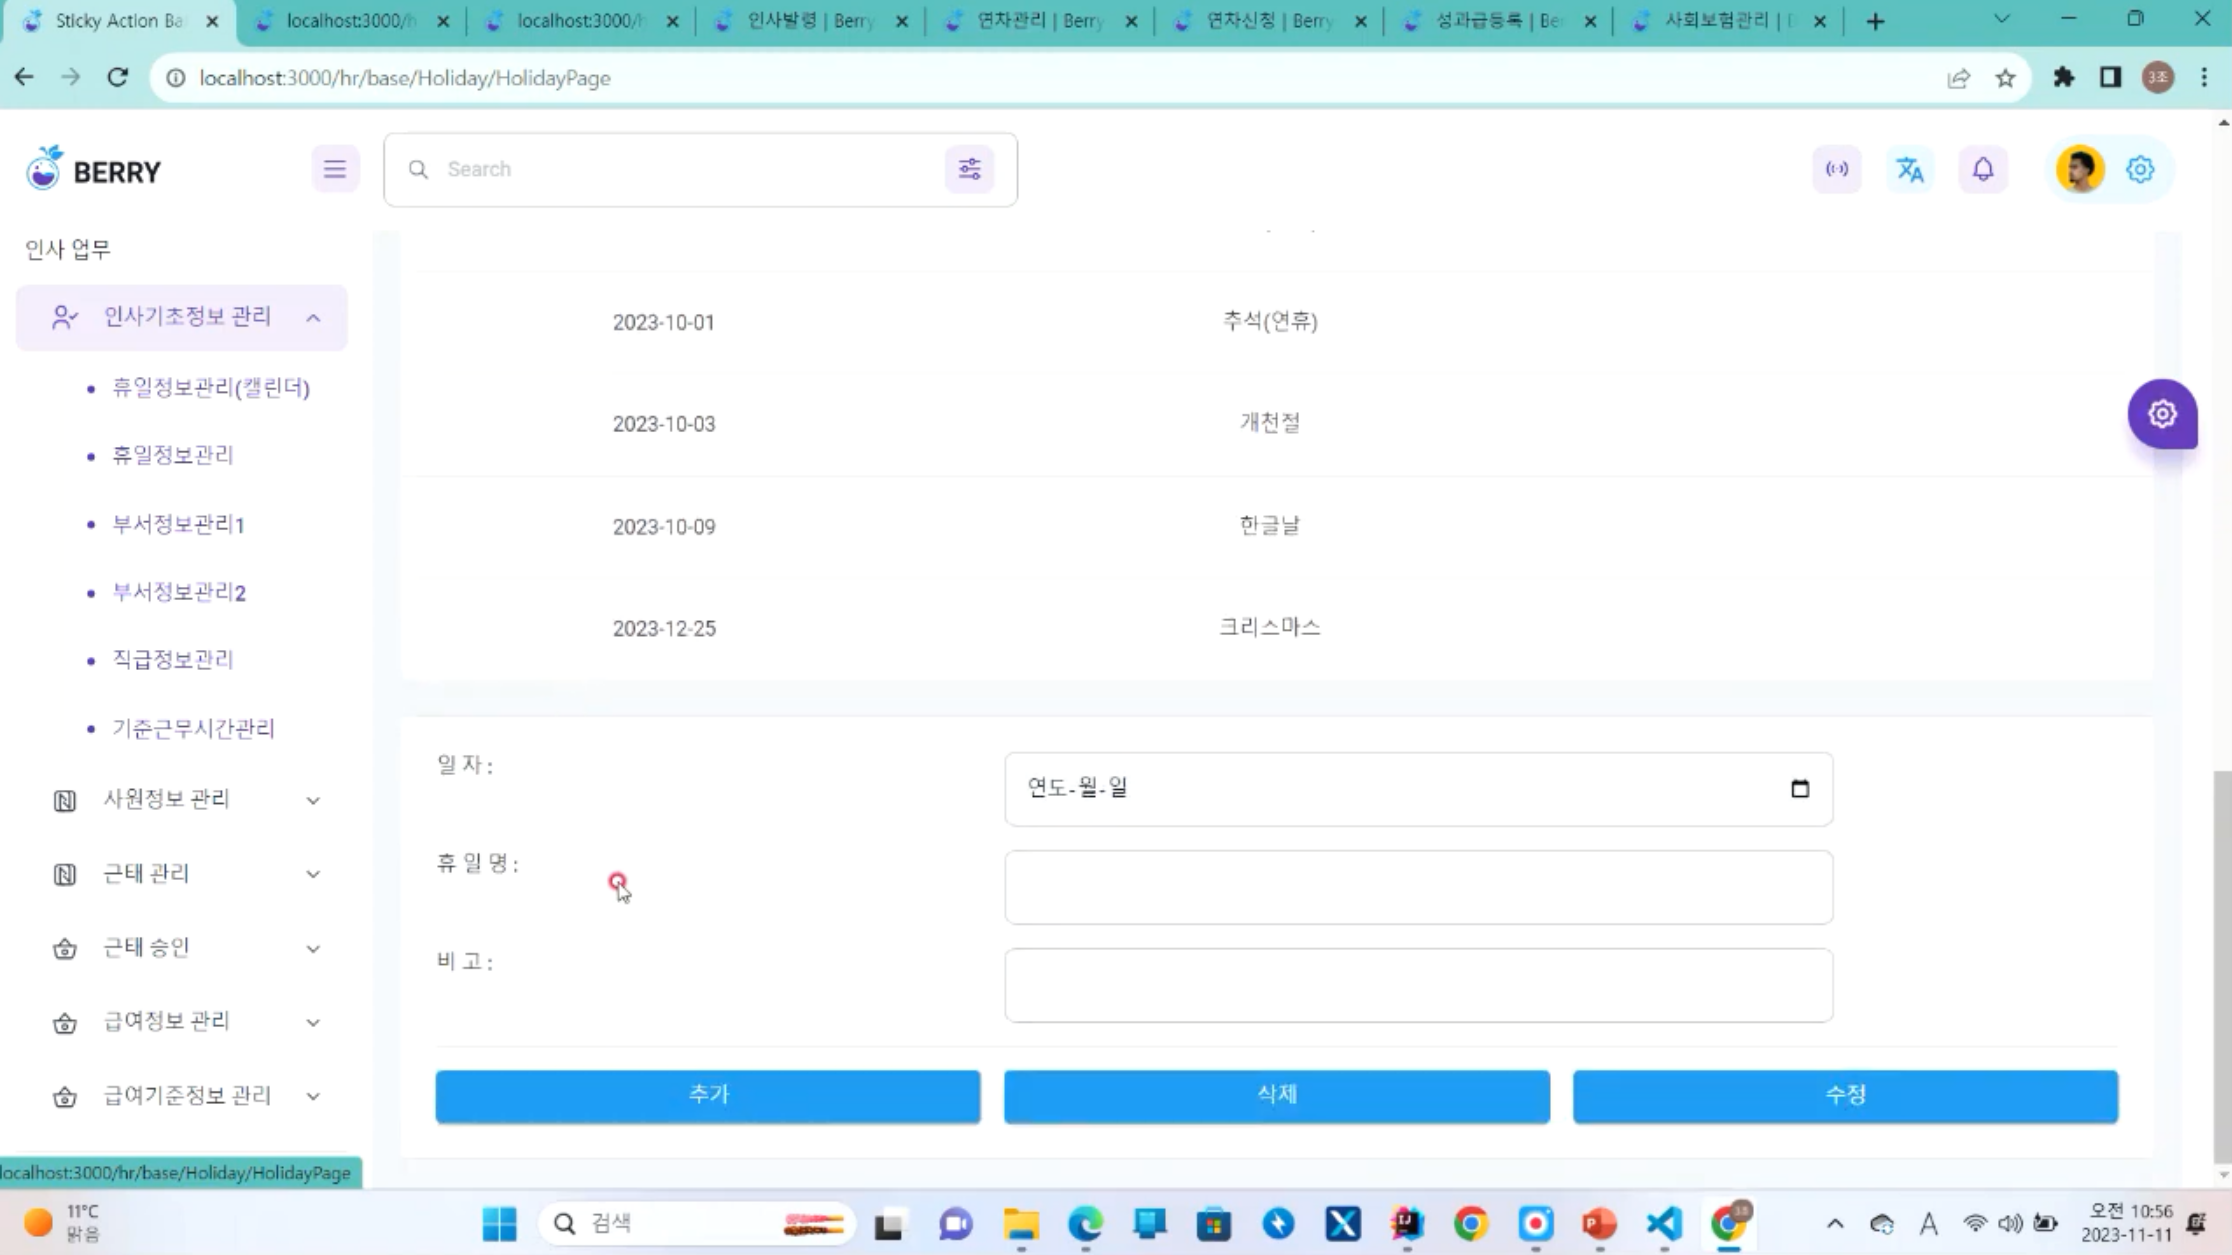 Sticky Action Ba
localhost:3000/h
localhost:3000/h
인사발령 | Berry
연차관리 | Berry
연차신청 | Berry
성과급등록 | Be
사회보험관리 | D
localhost:3000/hr/base/Holiday/HolidayPage
3조
BERRY
Search
인사 업무
인사기초정보 관리
휴일정보관리(캘린더)
휴일정보관리
부서정보관리1
부서정보관리2
직급정보관리
기준근무시간관리
사원정보 관리
근태 관리
근태 승인
급여정보 관리
급여기준정보 관리
2023-10-01 추석(연휴)
2023-10-03 개천절
2023-10-09 한글날
2023-12-25 크리스마스
일 자 :
연도-월-일
휴 일 명 :
비 고 :
추가 삭제 수정
localhost:3000/hr/base/Holiday/HolidayPage
11°C
맑음
검색
A
오전 10:56
2023-11-11